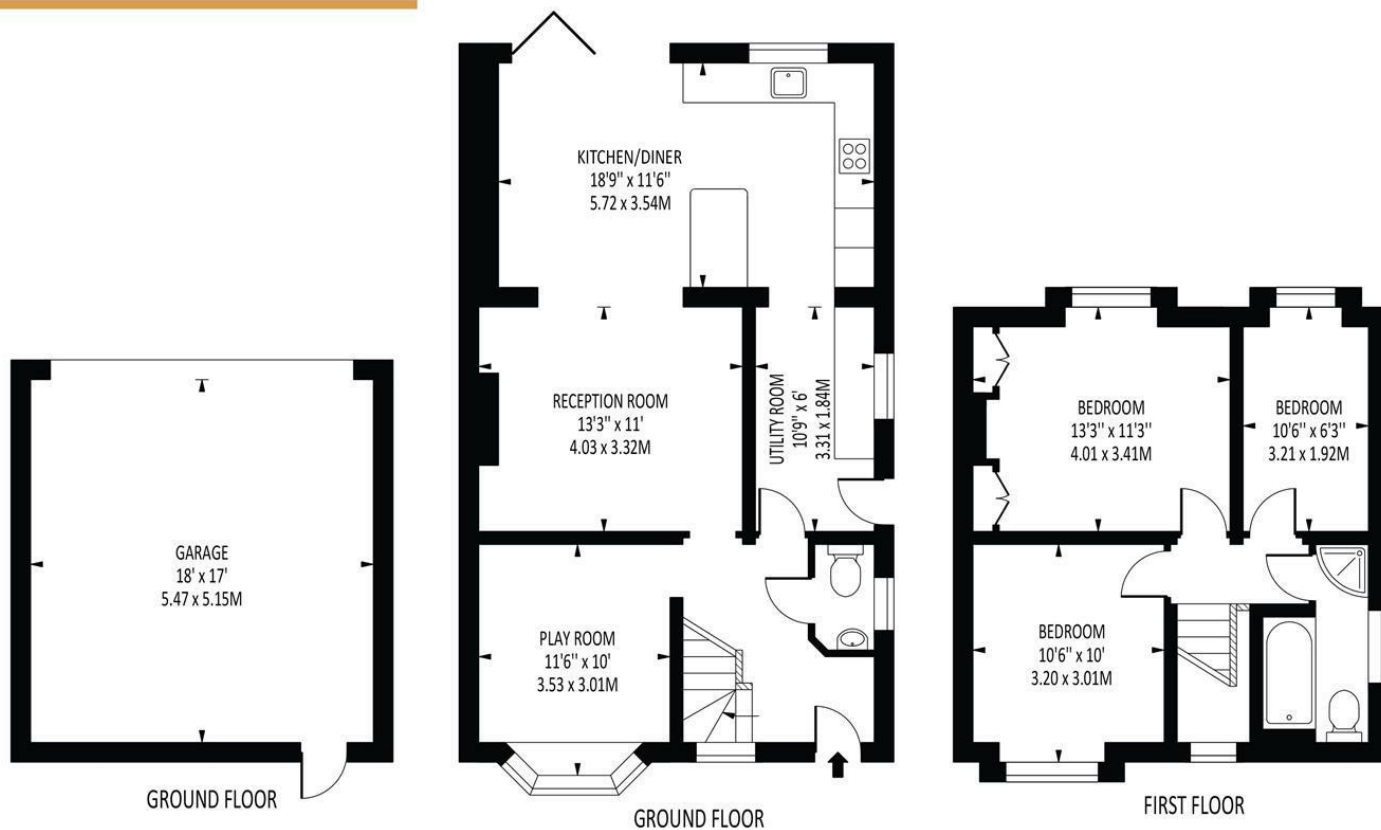 KITCHEN/DINER
18'9" x 11'6"
5.72 x 3.54M
RECEPTION ROOM
13'3" x 11'
4.03 x 3.32M
UTILITY ROOM
10'9" x 6'
3.31 x 1.84M
BEDROOM
13'3" x 11'3"
4.01 x 3.41M
BEDROOM
10'6" x 6'3"
3.21 x 1.92M
GARAGE
18' x 17'
5.47 x 5.15M
PLAY ROOM
11'6" x 10'
3.53 x 3.01M
BEDROOM
10'6" x 10'
3.20 x 3.01M
GROUND FLOOR
GROUND FLOOR
FIRST FLOOR